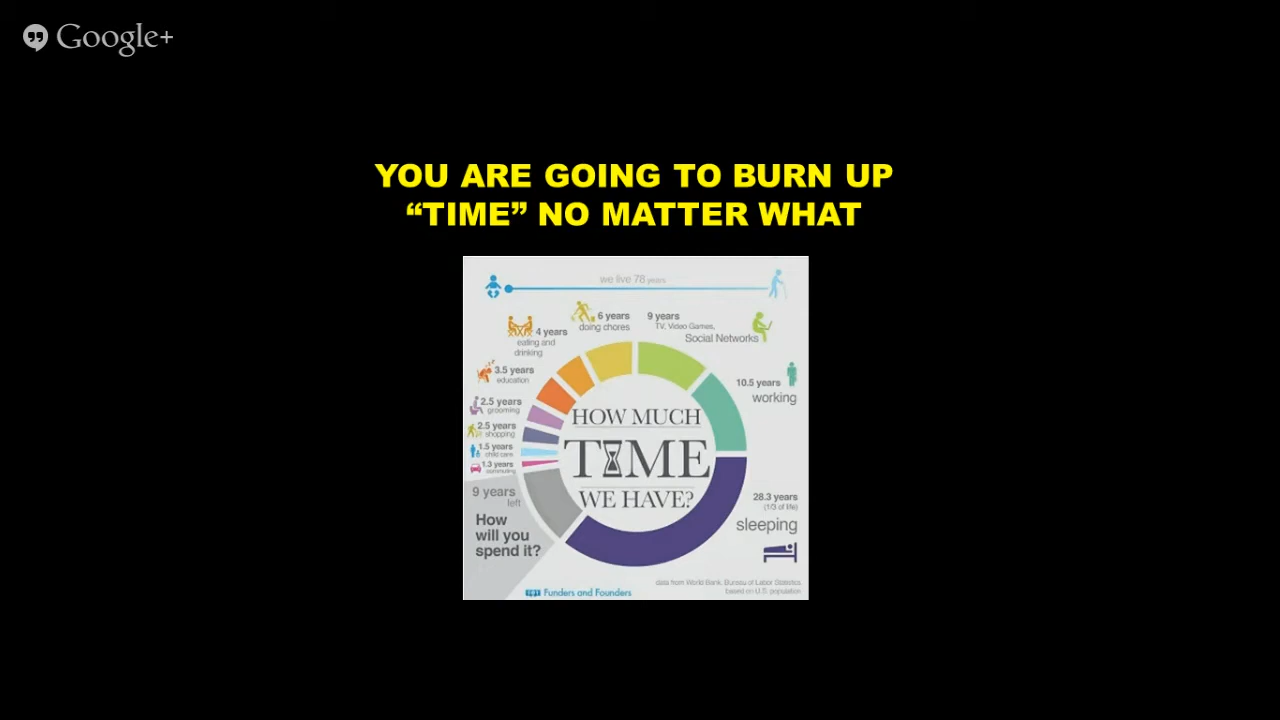 Google+
YOU ARE GOING TO BURN UP
“TIME” NO MATTER WHAT
we live 78 years
6 years
doing chores
9 years
TV, Video Games,
Social Networks
4 years
eating and
drinking
3.5 years
education
10.5 years
working
2.5 years
grooming
2.5 years
shopping
1.5 years
child care
1.3 years
commuting
HOW MUCH
TIME
WE HAVE?
9 years
left
How
will you
spend it?
28.3 years
(1/3 of life)
sleeping
data from World Bank, Bureau of Labor Statistics
based on U.S. population
Funders and Founders